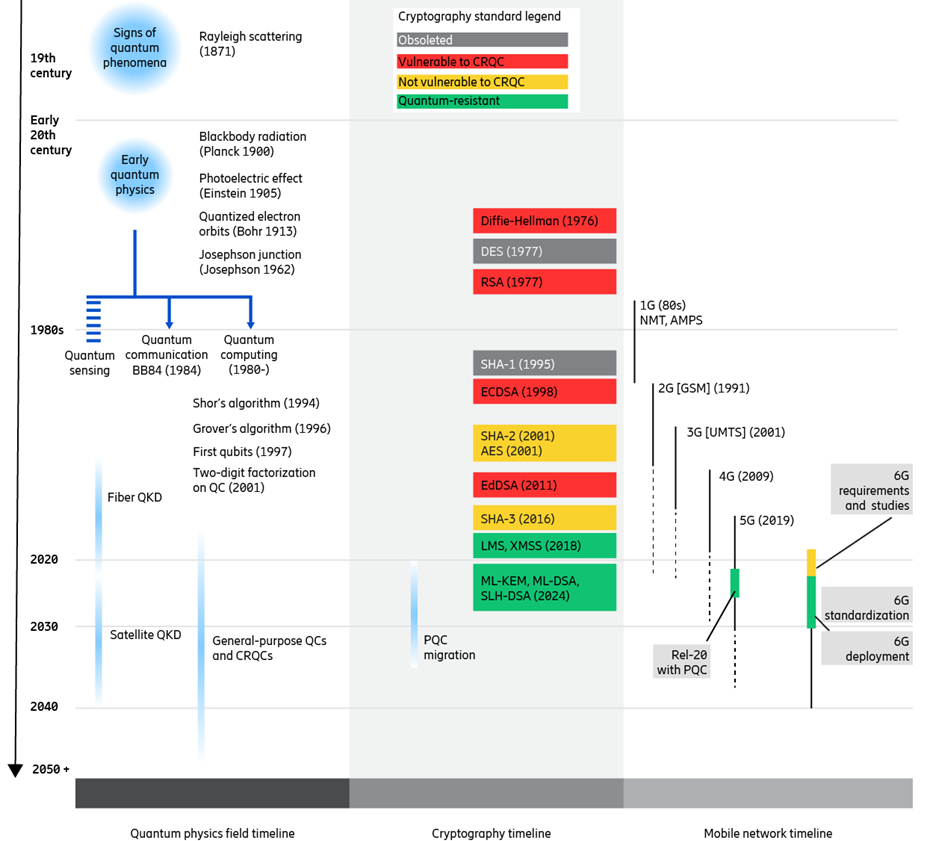 Cryptography standard legend
Obsoleted
Vulnerable to CRQC
Not vulnerable to CRQC
Quantum-resistant
19th
century
Early
20th
century
1980s
2020
2030
2040
2050 +
Signs of
quantum
phenomena
Rayleigh scattering
(1871)
Early
quantum
physics
Blackbody radiation
(Planck 1900)
Photoelectric effect
(Einstein 1905)
Quantized electron
orbits (Bohr 1913)
Josephson junction
(Josephson 1962)
Quantum
sensing
Quantum
communication
BB84 (1984)
Quantum
computing
(1980-)
Shor's algorithm (1994)
Grover's algorithm (1996)
First qubits (1997)
Two-digit factorization
on QC (2001)
Fiber QKD
Satellite QKD
General-purpose QCs
and CRQCs
Diffie-Hellman (1976)
DES (1977)
RSA (1977)
SHA-1 (1995)
ECDSA (1998)
SHA-2 (2001)
AES (2001)
EdDSA (2011)
SHA-3 (2016)
LMS, XMSS (2018)
ML-KEM, ML-DSA,
SLH-DSA (2024)
PQC
migration
1G (80s)
NMT, AMPS
2G [GSM] (1991)
3G [UMTS] (2001)
4G (2009)
5G (2019)
6G
requirements
and studies
6G
standardization
6G
deployment
Rel-20
with PQC
Quantum physics field timeline
Cryptography timeline
Mobile network timeline